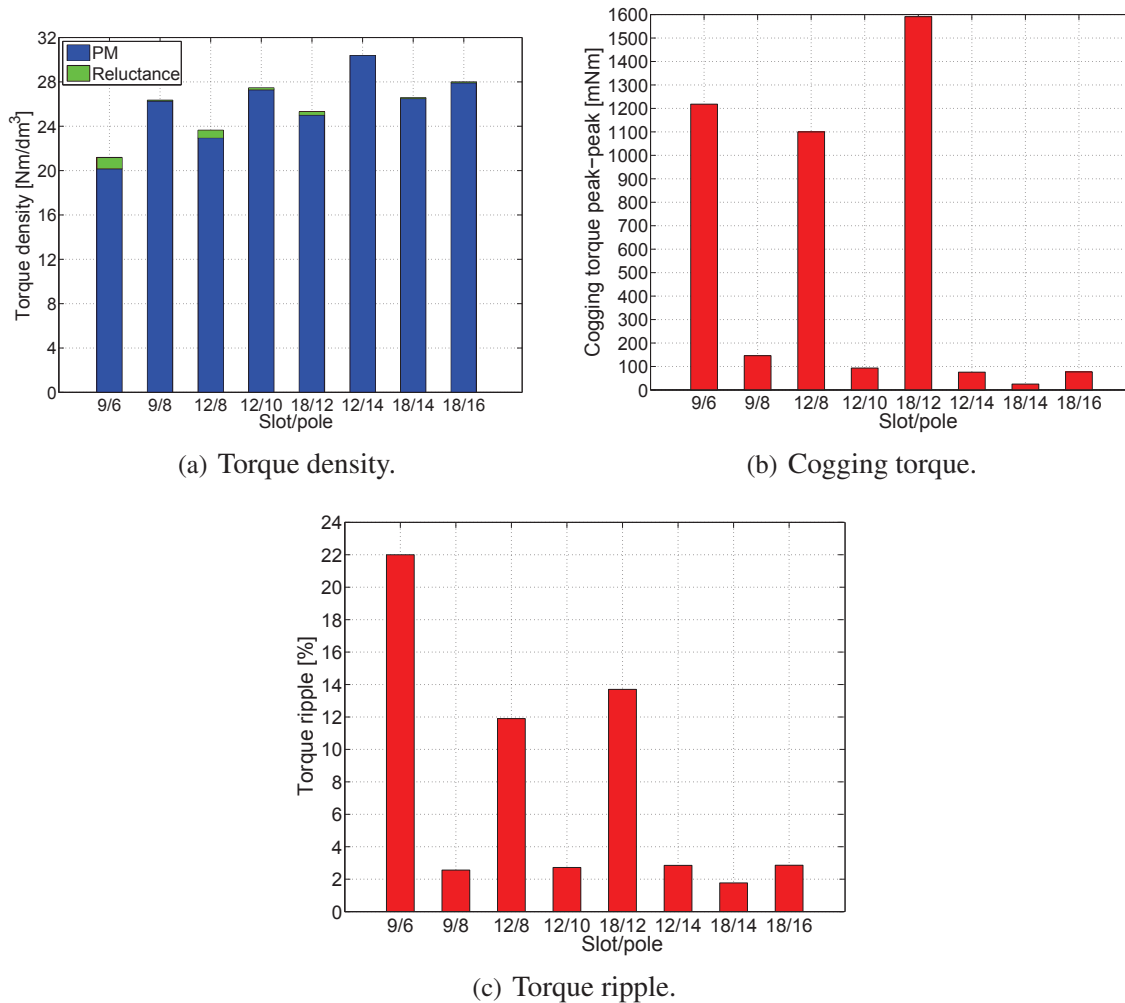 32
28
24
20
16
12
8
4
0
Torque density [Nm/dm³]
PM
Reluctance
9/6 9/8 12/8 12/10 18/12 12/14 18/14 18/16
Slot/pole
(a) Torque density.
1600
1500
1400
1300
1200
1100
1000
900
800
700
600
500
400
300
200
100
0
Cogging torque peak−peak [mNm]
9/6 9/8 12/8 12/10 18/12 12/14 18/14 18/16
Slot/pole
(b) Cogging torque.
24
22
20
18
16
14
12
10
8
6
4
2
0
Torque ripple [%]
9/6 9/8 12/8 12/10 18/12 12/14 18/14 18/16
Slot/pole
(c) Torque ripple.